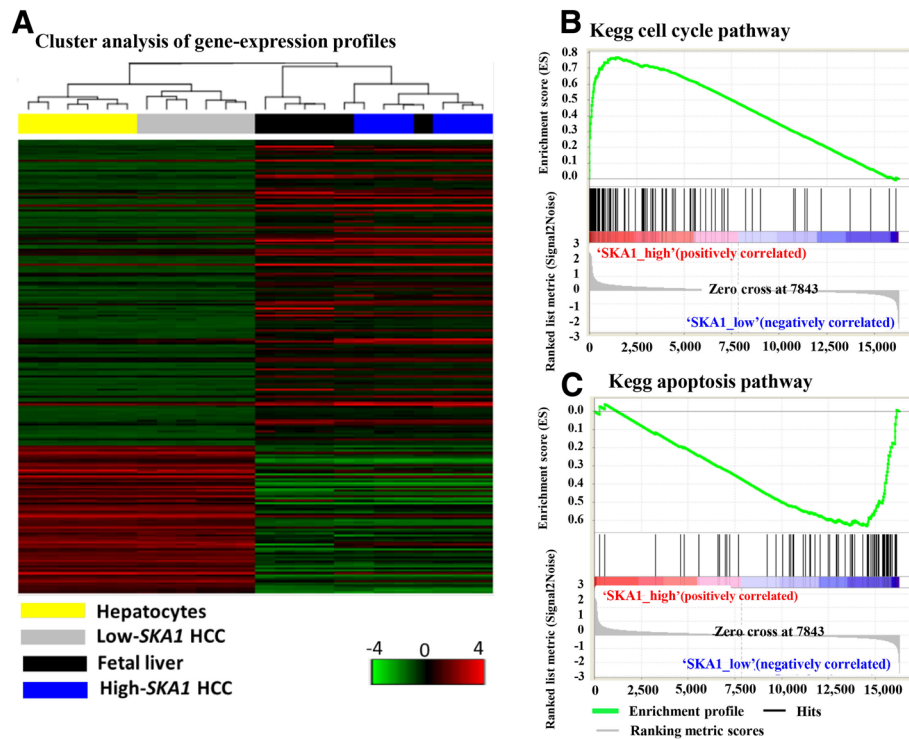 A
Cluster analysis of gene-expression profiles
Hepatocytes
Low-SKA1 HCC
Fetal liver
High-SKA1 HCC
-4 0 4
B
Kegg cell cycle pathway
Enrichment score (ES)
0.8
0.7
0.6
0.5
0.4
0.3
0.2
0.1
0.0
Ranked list metric (Signal2Noise)
3
2
1
0
-1
-2
-3
‘SKA1_high’(positively correlated)
Zero cross at 7843
‘SKA1_low’(negatively correlated)
0 2,500 5,000 7,500 10,000 12,500 15,000
C
Kegg apoptosis pathway
Enrichment score (ES)
0.0
0.1
0.2
0.3
0.4
0.5
0.6
Ranked list metric (Signal2Noise)
3
2
1
0
-1
-2
-3
‘SKA1_high’(positively correlated)
Zero cross at 7843
‘SKA1_low’(negatively correlated)
0 2,500 5,000 7,500 10,000 12,500 15,000
Enrichment profile Hits
Ranking metric scores